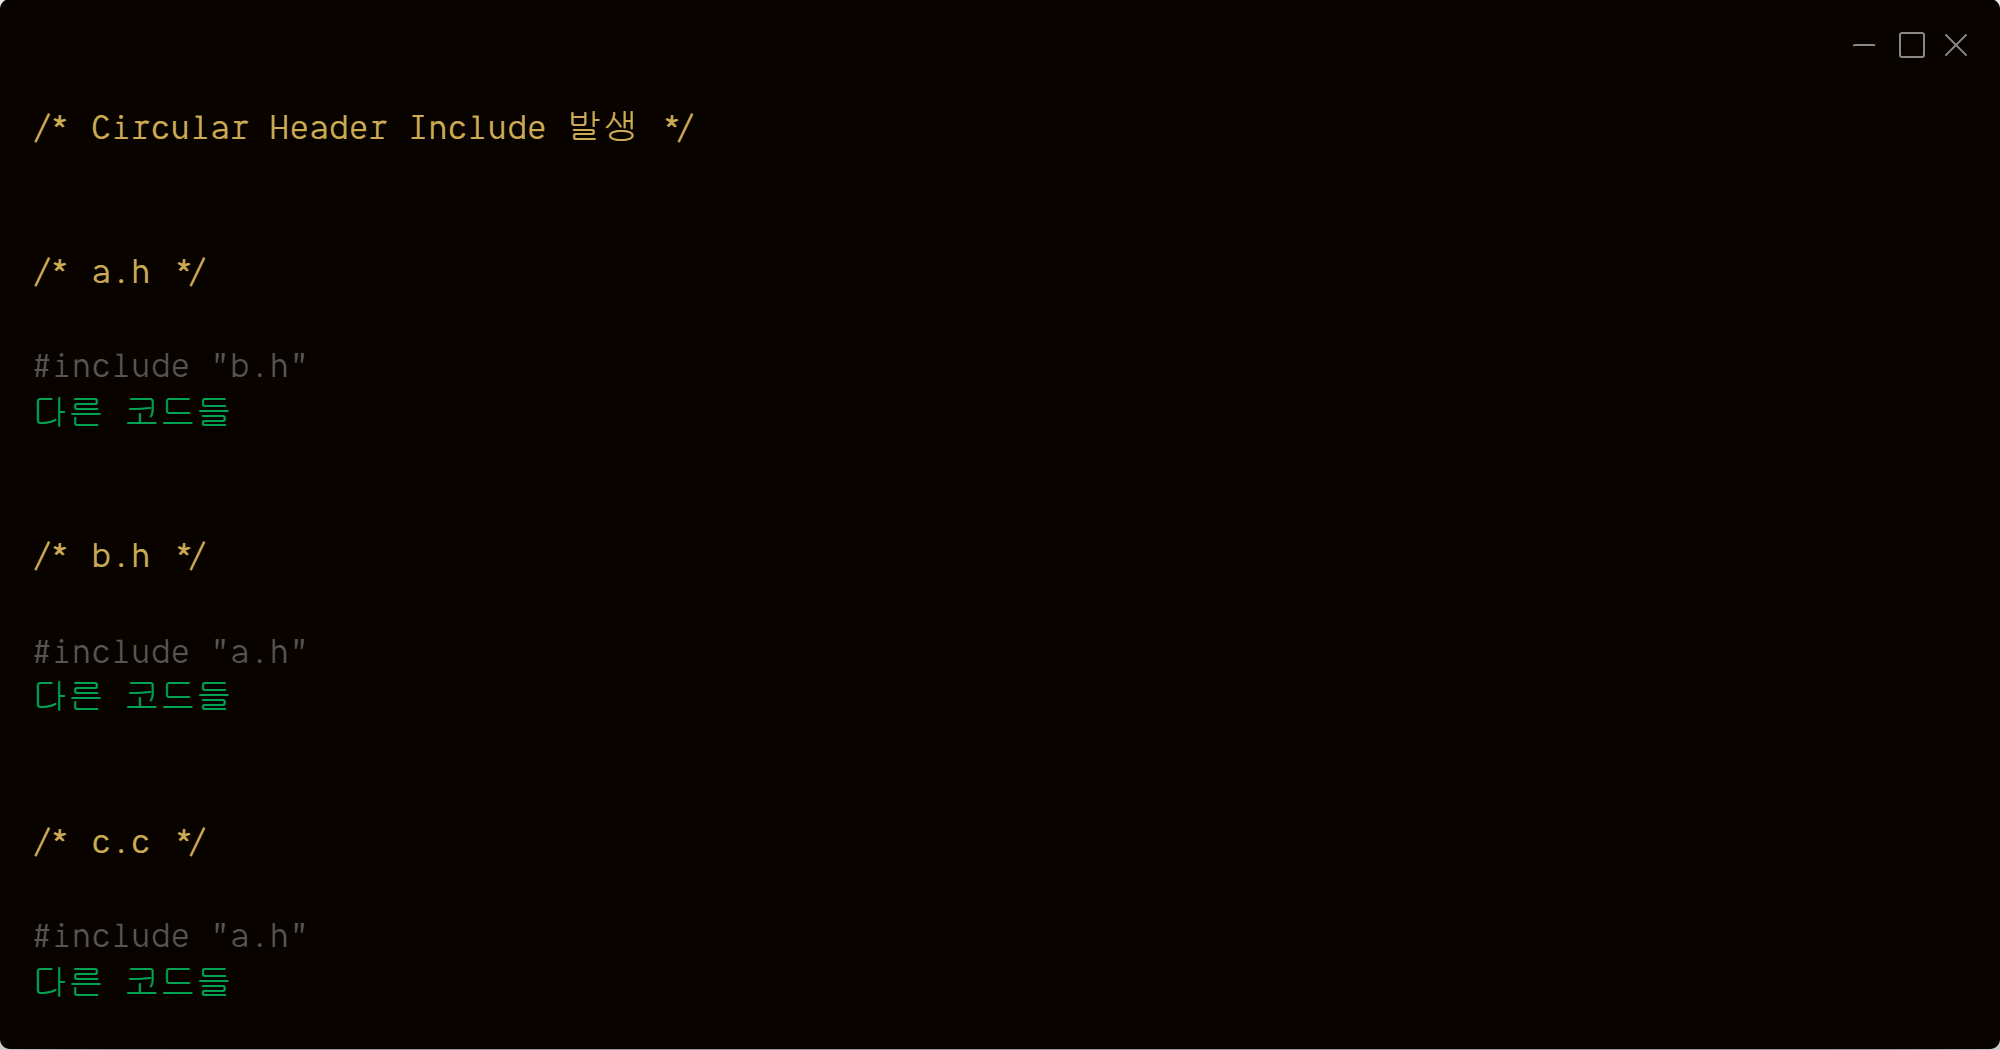 /* Circular Header Include 발생 */
/* a.h */
#include "b.h"
다른 코드들
/* b.h */
#include "a.h"
다른 코드들
/* c.c */
#include "a.h"
다른 코드들